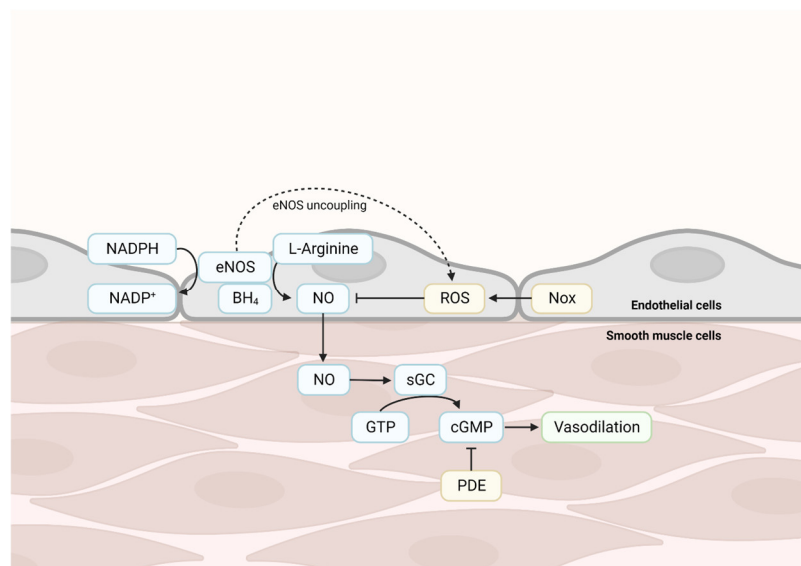 eNOS uncoupling
NADPH
L-Arginine
eNOS
NADP⁺
BH₄
NO
ROS
Nox
Endothelial cells
Smooth muscle cells
NO
sGC
GTP
cGMP
Vasodilation
PDE